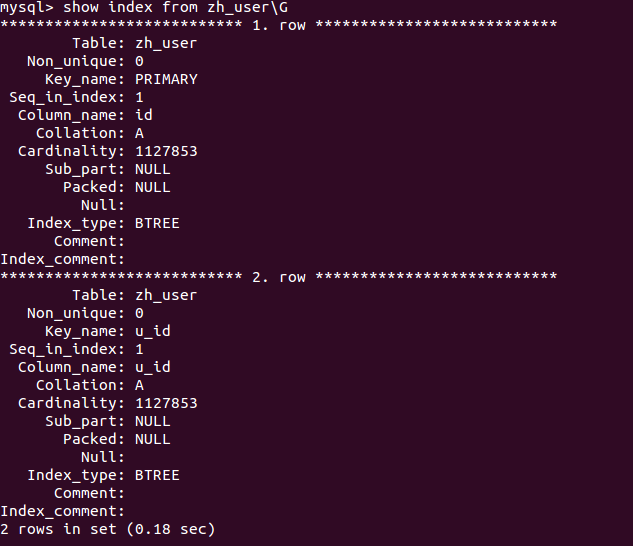 mysql> show index from zh_user\G
*************************** 1. row ***************************
        Table: zh_user
   Non_unique: 0
     Key_name: PRIMARY
 Seq_in_index: 1
  Column_name: id
    Collation: A
  Cardinality: 1127853
     Sub_part: NULL
       Packed: NULL
         Null:
   Index_type: BTREE
      Comment:
Index_comment:
*************************** 2. row ***************************
        Table: zh_user
   Non_unique: 0
     Key_name: u_id
 Seq_in_index: 1
  Column_name: u_id
    Collation: A
  Cardinality: 1127853
     Sub_part: NULL
       Packed: NULL
         Null:
   Index_type: BTREE
      Comment:
Index_comment:
2 rows in set (0.18 sec)